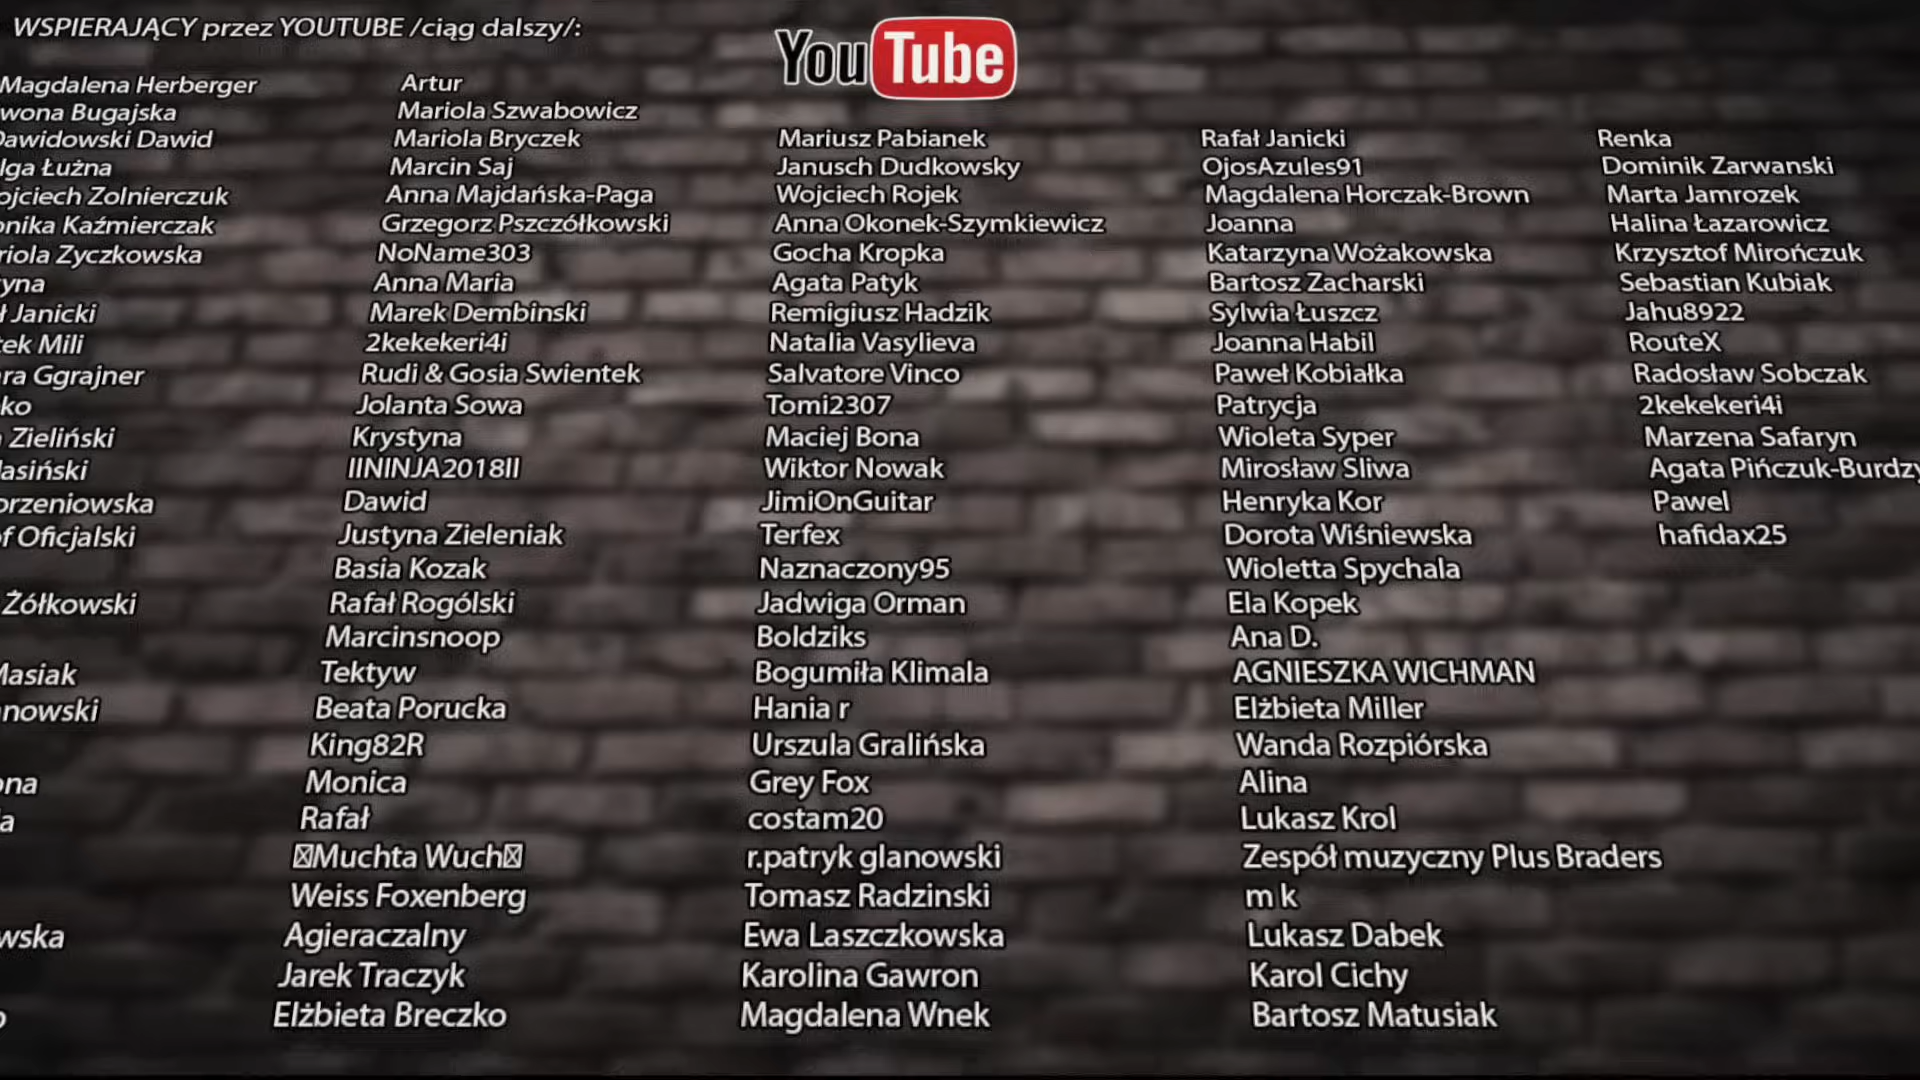 WSPIERAJĄCY przez YOUTUBE /ciąg dalszy/:
YouTube
Magdalena Herberger
Bugajska
Dawid
Łużna
Zolnierczuk
Kaźmierczak
Zyczkowska
Janicki
Mili
Ggrajner
Zieliński
Oficjalski
Żółkowski
Artur
Mariola Szwabowicz
Mariola Bryczek
Marcin Saj
Anna Majdańska-Paga
Grzegorz Pszczółkowski
NoName303
Anna Maria
Marek Dembinski
2kekekeri4i
Rudi & Gosia Swientek
Jolanta Sowa
Krystyna
IININJA2018II
Dawid
Justyna Zieleniak
Basia Kozak
Rafał Rogólski
Marcinsnoop
Tektyw
Beata Porucka
King82R
Monica
Rafał
Muchta Wuch
Weiss Foxenberg
Agieraczalny
Jarek Traczyk
Elżbieta Breczko
Mariusz Pabianek
Janusch Dudkowsky
Wojciech Rojek
Anna Okonek-Szymkiewicz
Gocha Kropka
Agata Patyk
Remigiusz Hadzik
Natalia Vasylieva
Salvatore Vinco
Tomi2307
Maciej Bona
Wiktor Nowak
JimiOnGuitar
Terfex
Naznaczony95
Jadwiga Orman
Boldziks
Bogumiła Klimala
Hania r
Urszula Gralińska
Grey Fox
costam20
r.patryk glanowski
Tomasz Radzinski
Ewa Laszczkowska
Karolina Gawron
Magdalena Wnek
Rafał Janicki
OjosAzules91
Magdalena Horczak-Brown
Joanna
Katarzyna Wożakowska
Bartosz Zacharski
Sylwia Łuszcz
Joanna Habil
Paweł Kobiałka
Patrycja
Wioleta Syper
Mirosław Sliwa
Henryka Kor
Dorota Wiśniewska
Wioletta Spychala
Ela Kopek
Ana D.
AGNIESZKA WICHMAN
Elżbieta Miller
Wanda Rozpiórska
Alina
Lukasz Krol
Zespół muzyczny Plus Braders
m k
Lukasz Dabek
Karol Cichy
Bartosz Matusiak
Renka
Dominik Zarwanski
Marta Jamrozek
Halina Łazarowicz
Krzysztof Mirończuk
Sebastian Kubiak
Jahu8922
RouteX
Radosław Sobczak
2kekekeri4i
Marzena Safaryn
Agata
Pawel
hafidax25